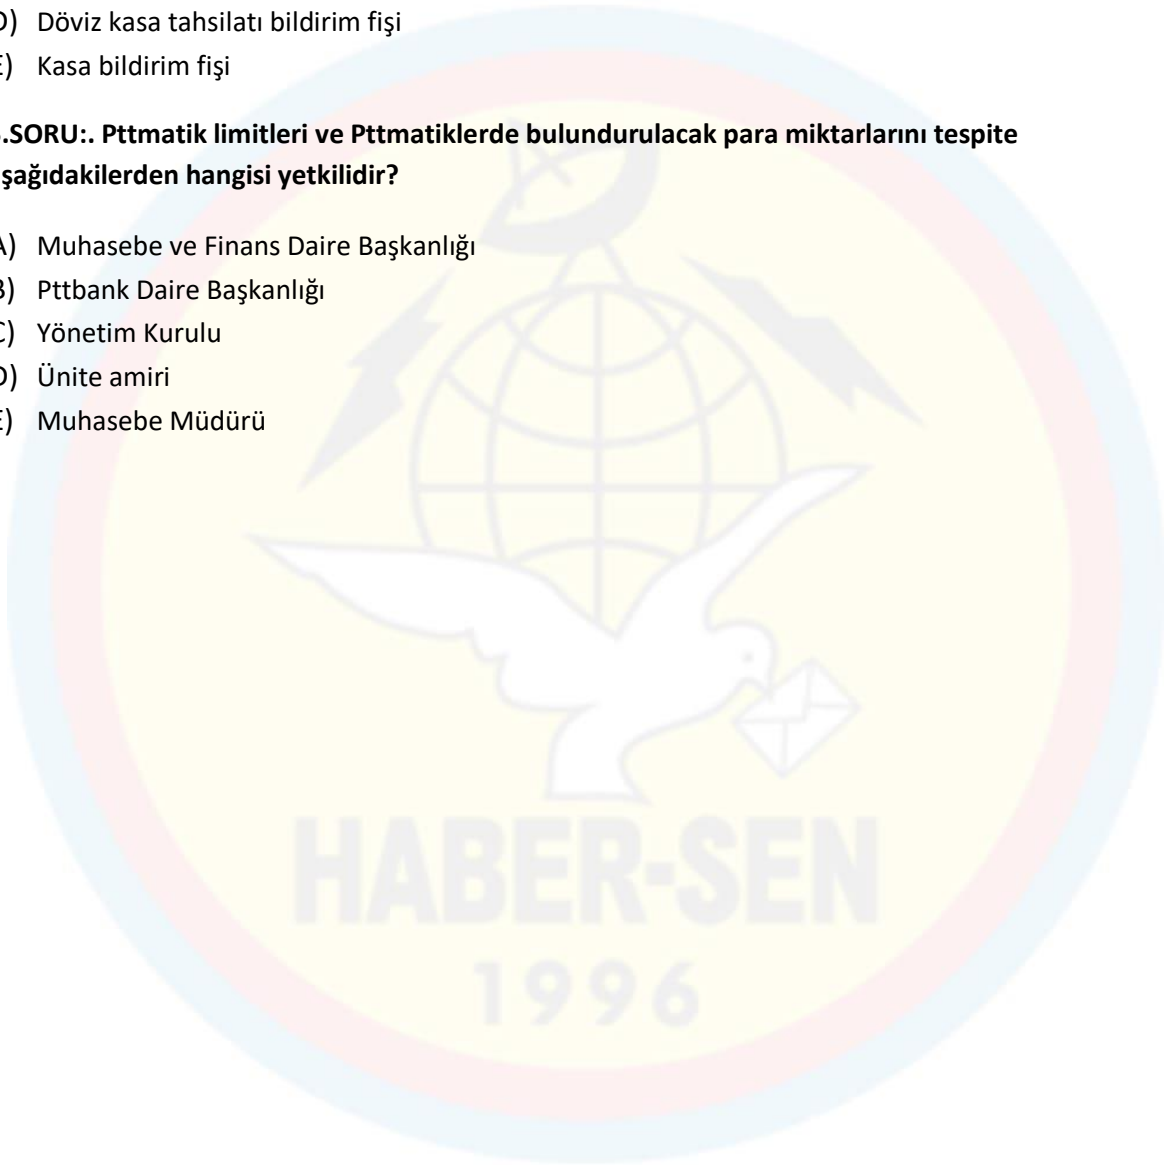 D) Döviz kasa tahsilatı bildirim fişi
E) Kasa bildirim fişi
.SORU:. Pttmatik limitleri ve Pttmatiklerde bulundurulacak para miktarlarını tespite
şağıdakilerden hangisi yetkilidir?
A) Muhasebe ve Finans Daire Başkanlığı
B) Pttbank Daire Başkanlığı
C) Yönetim Kurulu
D) Ünite amiri
E) Muhasebe Müdürü
HABER-SEN
1996